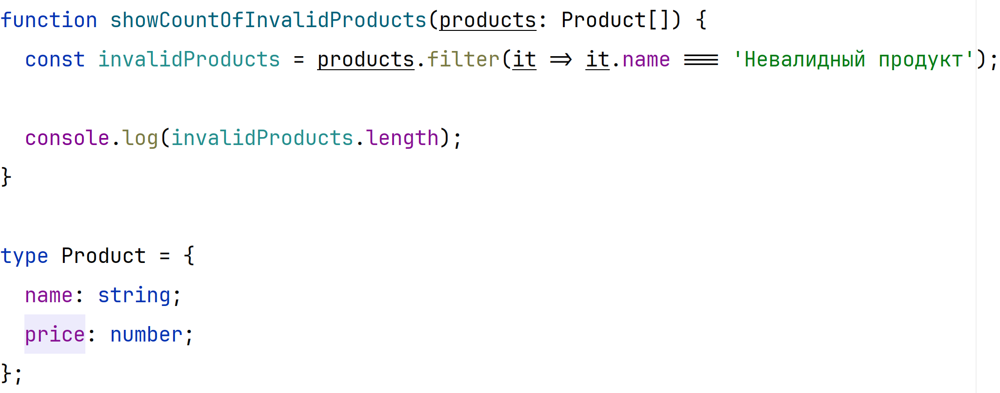 function showCountOfInvalidProducts(products: Product[]) {
  const invalidProducts = products.filter(it => it.name === 'Невалидный продукт');
  console.log(invalidProducts.length);
}
type Product = {
  name: string;
  price: number;
};